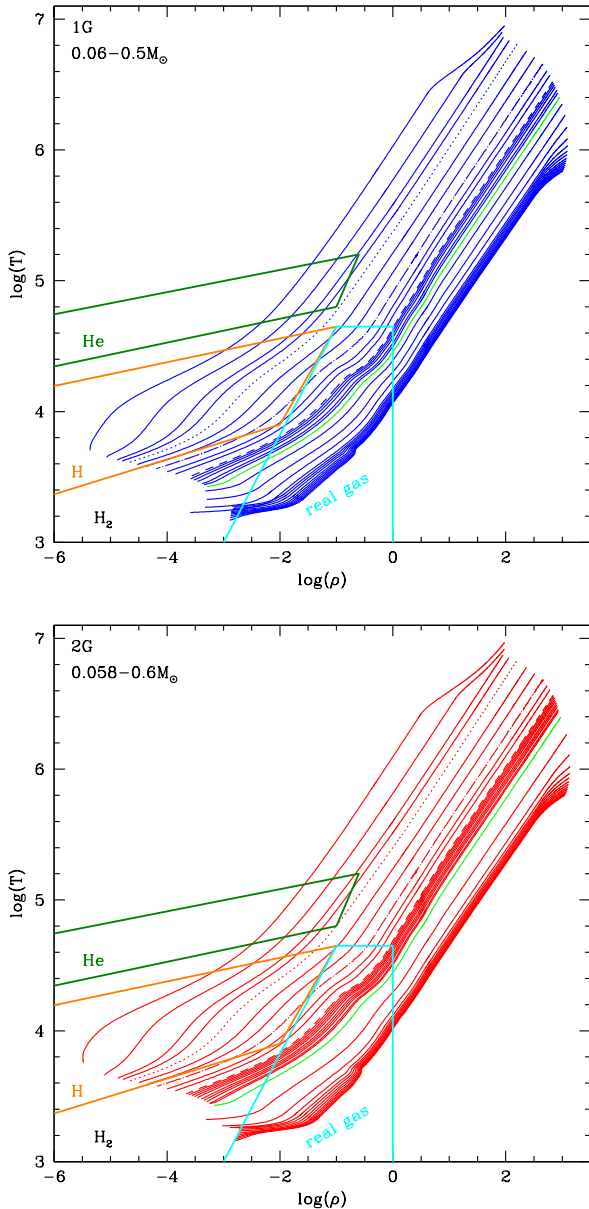 1G
0.06−0.5M⊙
7
6
5
4
3
log(T)
He
H
H₂
real gas
−6 −4 −2 0 2
log(ρ)
2G
0.058−0.6M⊙
7
6
5
4
3
log(T)
He
H
H₂
real gas
−6 −4 −2 0 2
log(ρ)